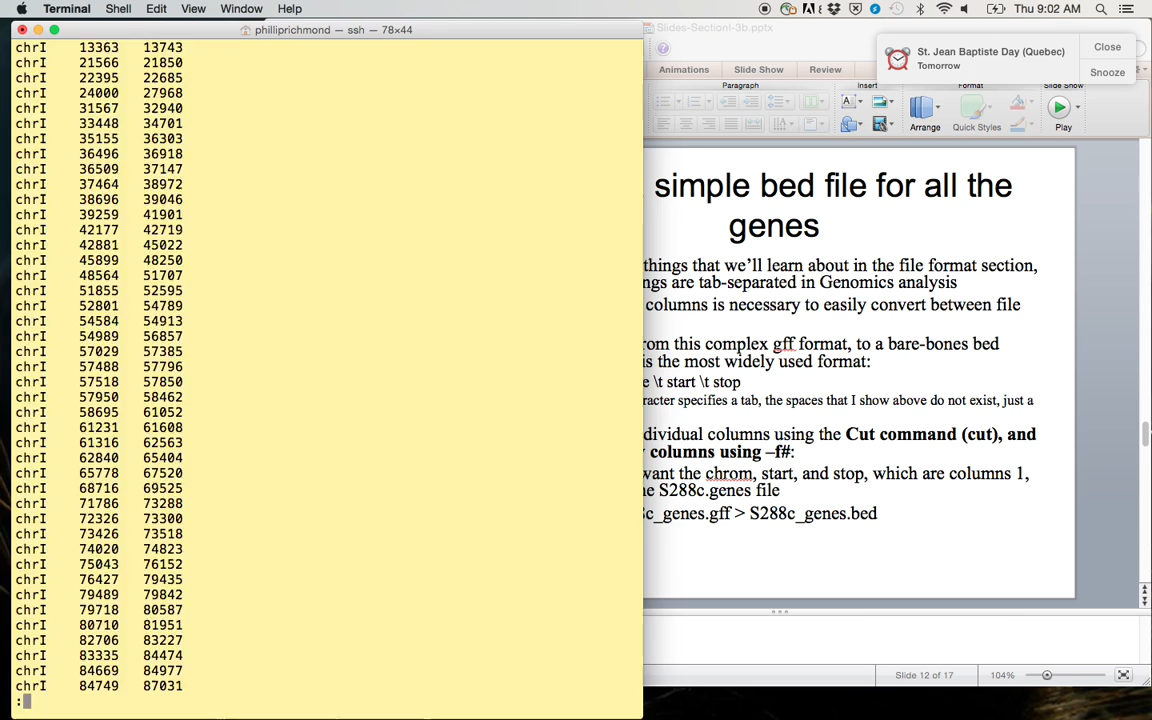 Terminal Shell Edit View Window Help
Thu 9:02 AM
philliprichmond — ssh — 78x44
chrI 13363 13743
chrI 21566 21850
chrI 22395 22685
chrI 24000 27968
chrI 31567 32940
chrI 33448 34701
chrI 35155 36303
chrI 36496 36918
chrI 36509 37147
chrI 37464 38972
chrI 38696 39046
chrI 39259 41901
chrI 42177 42719
chrI 42881 45022
chrI 45899 48250
chrI 48564 51707
chrI 51855 52595
chrI 52801 54789
chrI 54584 54913
chrI 54989 56857
chrI 57029 57385
chrI 57488 57796
chrI 57518 57850
chrI 57950 58462
chrI 58695 61052
chrI 61231 61608
chrI 61316 62563
chrI 62840 65404
chrI 65778 67520
chrI 68716 69525
chrI 71786 73288
chrI 72326 73300
chrI 73426 73518
chrI 74020 74823
chrI 75043 76152
chrI 76427 79435
chrI 79489 79842
chrI 79718 80587
chrI 80710 81951
chrI 82706 83227
chrI 83335 84474
chrI 84669 84977
chrI 84749 87031
:
Slides-SectionI-3b.pptx
St. Jean Baptiste Day (Quebec)
Tomorrow
Close
Snooze
Animations Slide Show Review
Paragraph Insert Format Slide Show
Arrange Quick Styles Play
simple bed file for all the
genes
things that we'll learn about in the file format section,
ngs are tab-separated in Genomics analysis
columns is necessary to easily convert between file
rom this complex gff format, to a bare-bones bed
is the most widely used format:
e \t start \t stop
racter specifies a tab, the spaces that I show above do not exist, just a
dividual columns using the Cut command (cut), and
columns using –f#:
want the chrom, start, and stop, which are columns 1,
he S288c.genes file
8c_genes.gff > S288c_genes.bed
Slide 12 of 17
104%